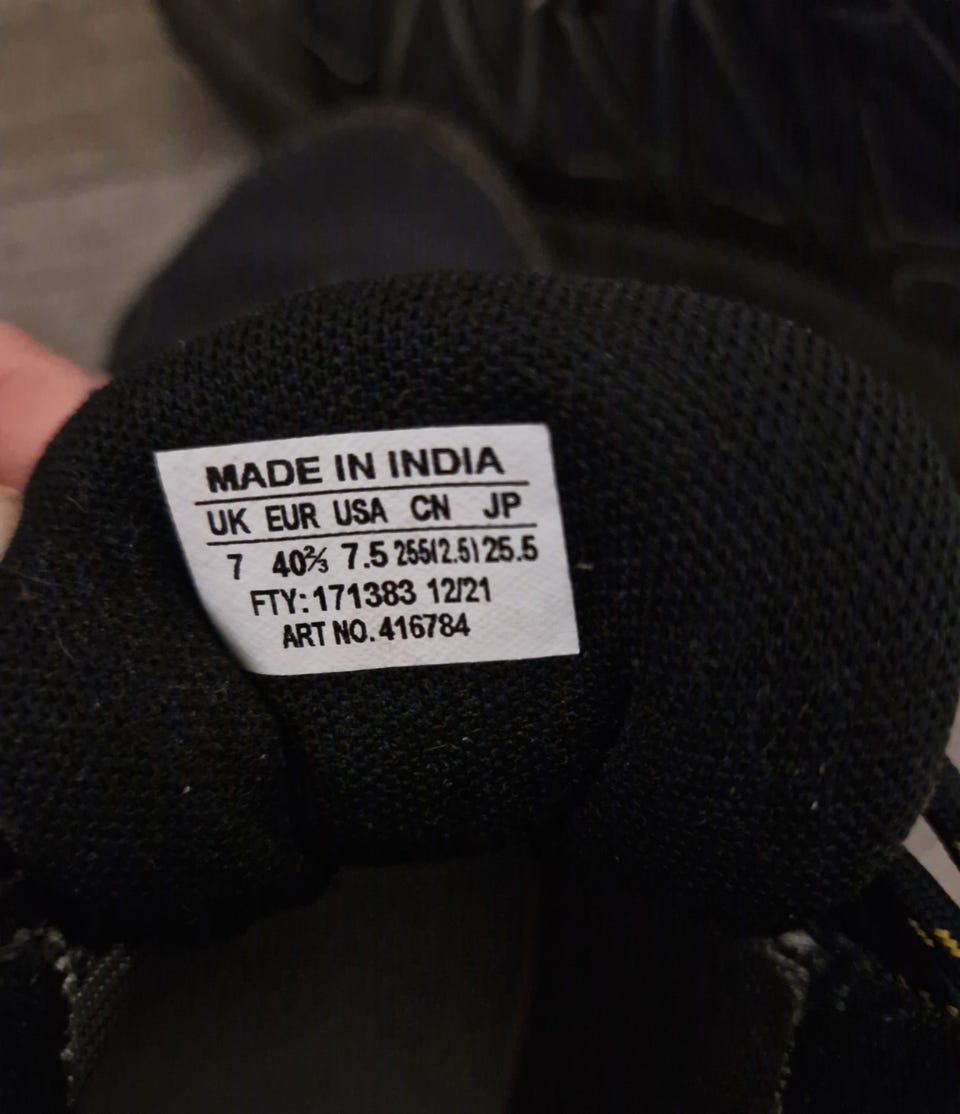 MADE IN INDIA
UK EUR USA CN JP
7 40⅔ 7.5 255(2.5) 25.5
FTY: 171383 12/21
ART NO. 416784